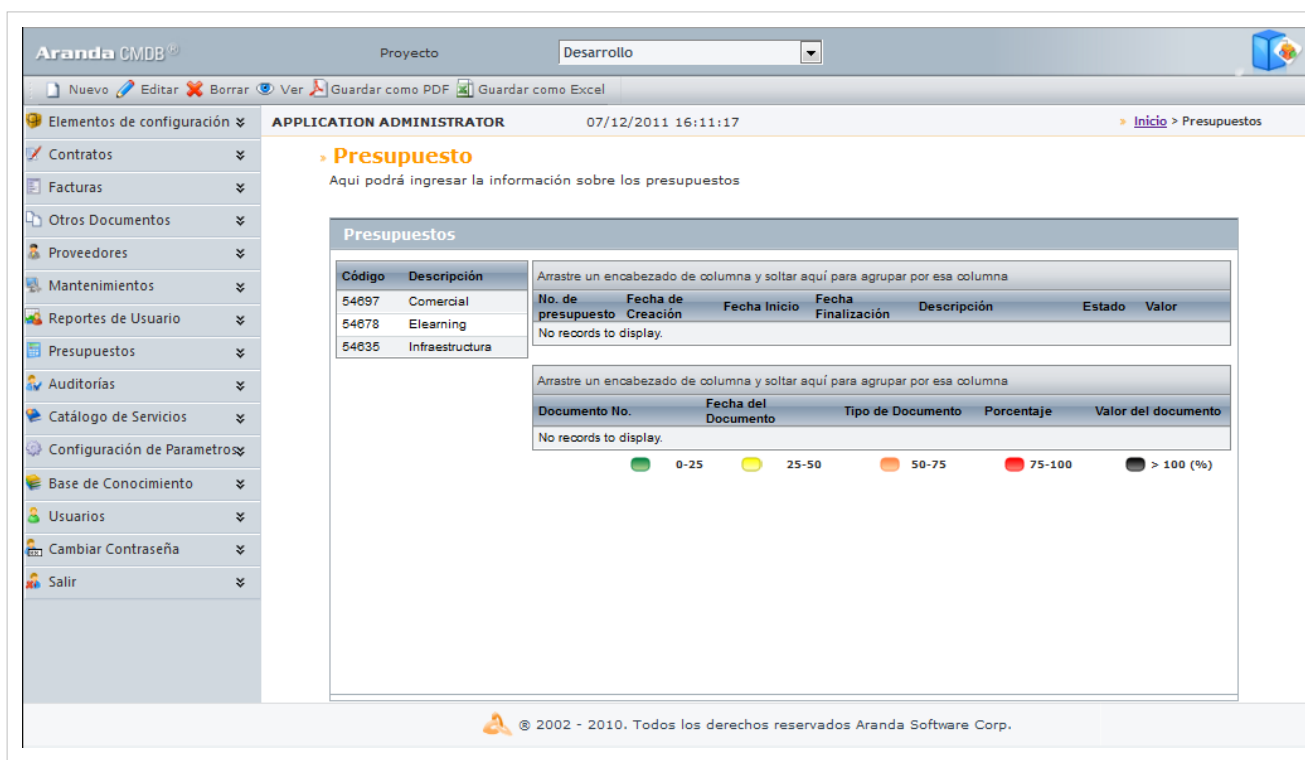 Aranda CMDB®
Proyecto Desarrollo
Nuevo Editar Borrar Ver Guardar como PDF Guardar como Excel
Elementos de configuración
Contratos
Facturas
Otros Documentos
Proveedores
Mantenimientos
Reportes de Usuario
Presupuestos
Auditorías
Catálogo de Servicios
Configuración de Parametros
Base de Conocimiento
Usuarios
Cambiar Contraseña
Salir
APPLICATION ADMINISTRATOR 07/12/2011 16:11:17 » Inicio > Presupuestos
» Presupuesto
Aqui podrá ingresar la información sobre los presupuestos
Presupuestos
Código Descripción
54697 Comercial
54678 Elearning
54635 Infraestructura
Arrastre un encabezado de columna y soltar aquí para agrupar por esa columna
No. de presupuesto Fecha de Creación Fecha Inicio Fecha Finalización Descripción Estado Valor
No records to display.
Arrastre un encabezado de columna y soltar aquí para agrupar por esa columna
Documento No. Fecha del Documento Tipo de Documento Porcentaje Valor del documento
No records to display.
0-25 25-50 50-75 75-100 > 100 (%)
® 2002 - 2010. Todos los derechos reservados Aranda Software Corp.